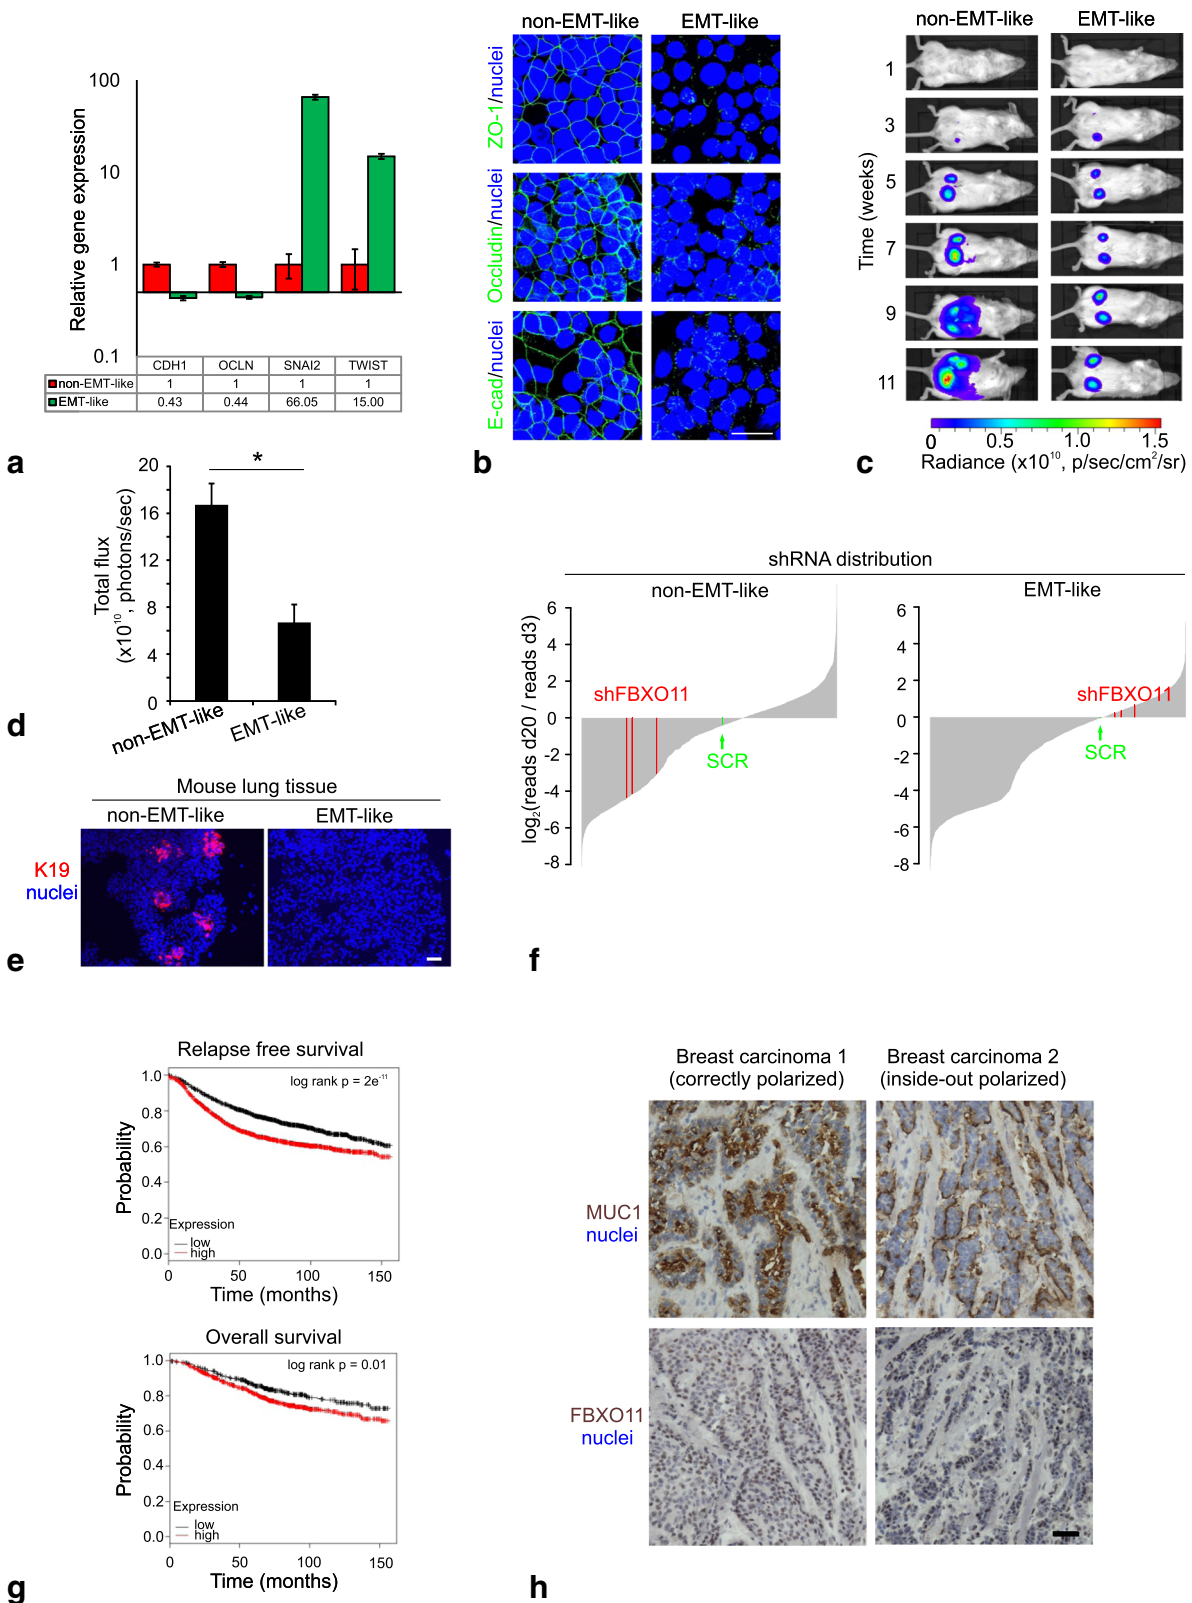 100
10
1
0.1
Relative gene expression
CDH1 OCLN SNAI2 TWIST
non-EMT-like 1 1 1 1
EMT-like 0.43 0.44 66.05 15.00
a
non-EMT-like EMT-like
ZO-1/nuclei
Occludin/nuclei
E-cad/nuclei
b
non-EMT-like EMT-like
Time (weeks)
1
3
5
7
9
11
0 0.5 1.0 1.5
Radiance (x10¹⁰, p/sec/cm²/sr)
c
20
16
12
8
4
0
Total flux
(x10¹⁰, photons/sec)
*
non-EMT-like EMT-like
d
Mouse lung tissue
non-EMT-like EMT-like
K19
nuclei
e
shRNA distribution
non-EMT-like EMT-like
log₂(reads d20 / reads d3)
6
4
2
0
-2
-4
-6
-8
shFBXO11
SCR
6
4
2
0
-2
-4
-6
-8
shFBXO11
SCR
f
Relapse free survival
log rank p = 2e⁻¹¹
Probability
1.0
0.8
0.6
0.4
0.2
0.0
Expression
low
high
0 50 100 150
Time (months)
Overall survival
log rank p = 0.01
Probability
1.0
0.8
0.6
0.4
0.2
0.0
Expression
low
high
0 50 100 150
Time (months)
g
Breast carcinoma 1 Breast carcinoma 2
(correctly polarized) (inside-out polarized)
MUC1
nuclei
FBXO11
nuclei
h